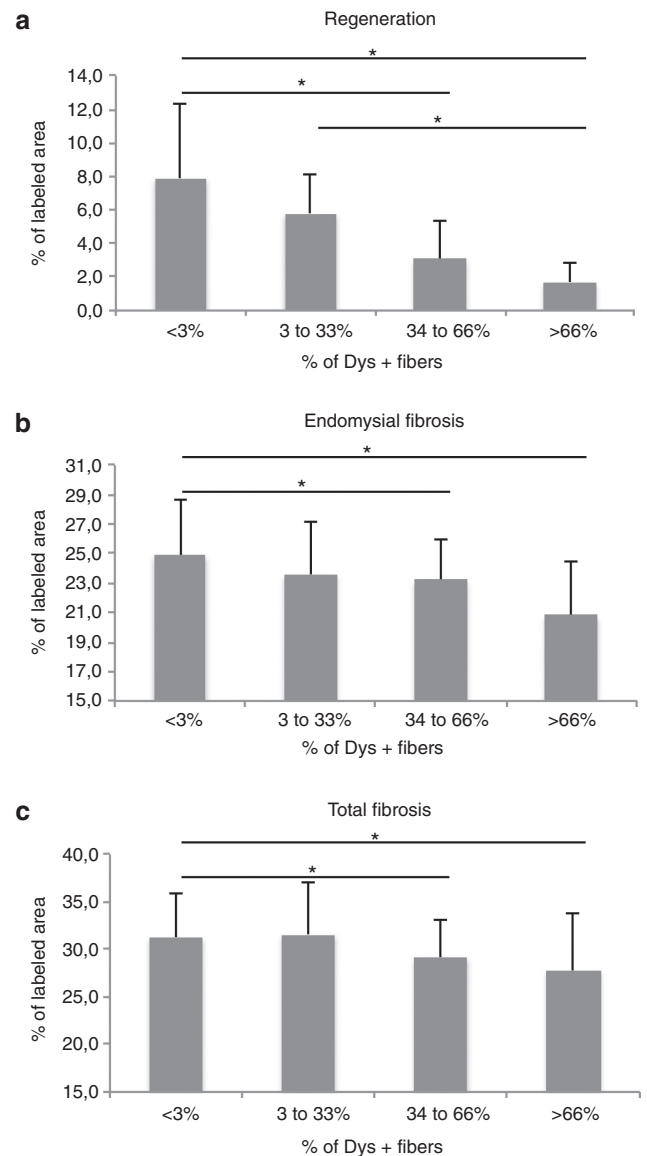 a
Regeneration
*
*
*
14,0
12,0
10,0
8,0
6,0
4,0
2,0
0,0
% of labeled area
<3% 3 to 33% 34 to 66% >66%
% of Dys + fibers
b
Endomysial fibrosis
*
*
31,0
29,0
27,0
25,0
23,0
21,0
19,0
17,0
15,0
% of labeled area
<3% 3 to 33% 34 to 66% >66%
% of Dys + fibers
c
Total fibrosis
*
*
40,0
35,0
30,0
25,0
20,0
15,0
% of labeled area
<3% 3 to 33% 34 to 66% >66%
% of Dys + fibers